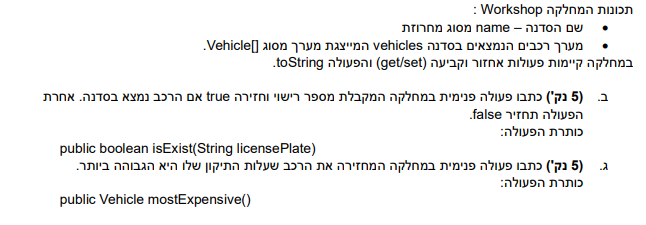 תכונות המחלקה Workshop :
• שם הסדנה – name מסוג מחרוזת
• מערך רכבים הנמצאים בסדנה vehicles המייצגת מערך מסוג Vehicle[].
במחלקה קיימות פעולות אחזור וקביעה (get/set) והפעולה toString.
ב. (5 נק') כתבו פעולה פנימית במחלקה המקבלת מספר רישוי וחזירה true אם הרכב נמצא בסדנה. אחרת
הפעולה תחזיר false.
כותרת הפעולה:
public boolean isExist(String licensePlate)
ג. (5 נק') כתבו פעולה פנימית במחלקה המחזירה את הרכב שעלות התיקון שלו היא הגבוהה ביותר.
כותרת הפעולה:
public Vehicle mostExpensive()